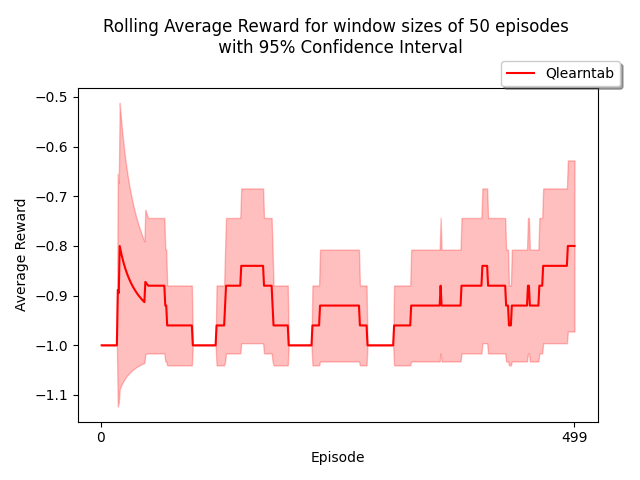 Rolling Average Reward for window sizes of 50 episodes
with 95% Confidence Interval
Qlearntab
−0.5
−0.6
−0.7
−0.8
−0.9
−1.0
−1.1
Average Reward
0
499
Episode